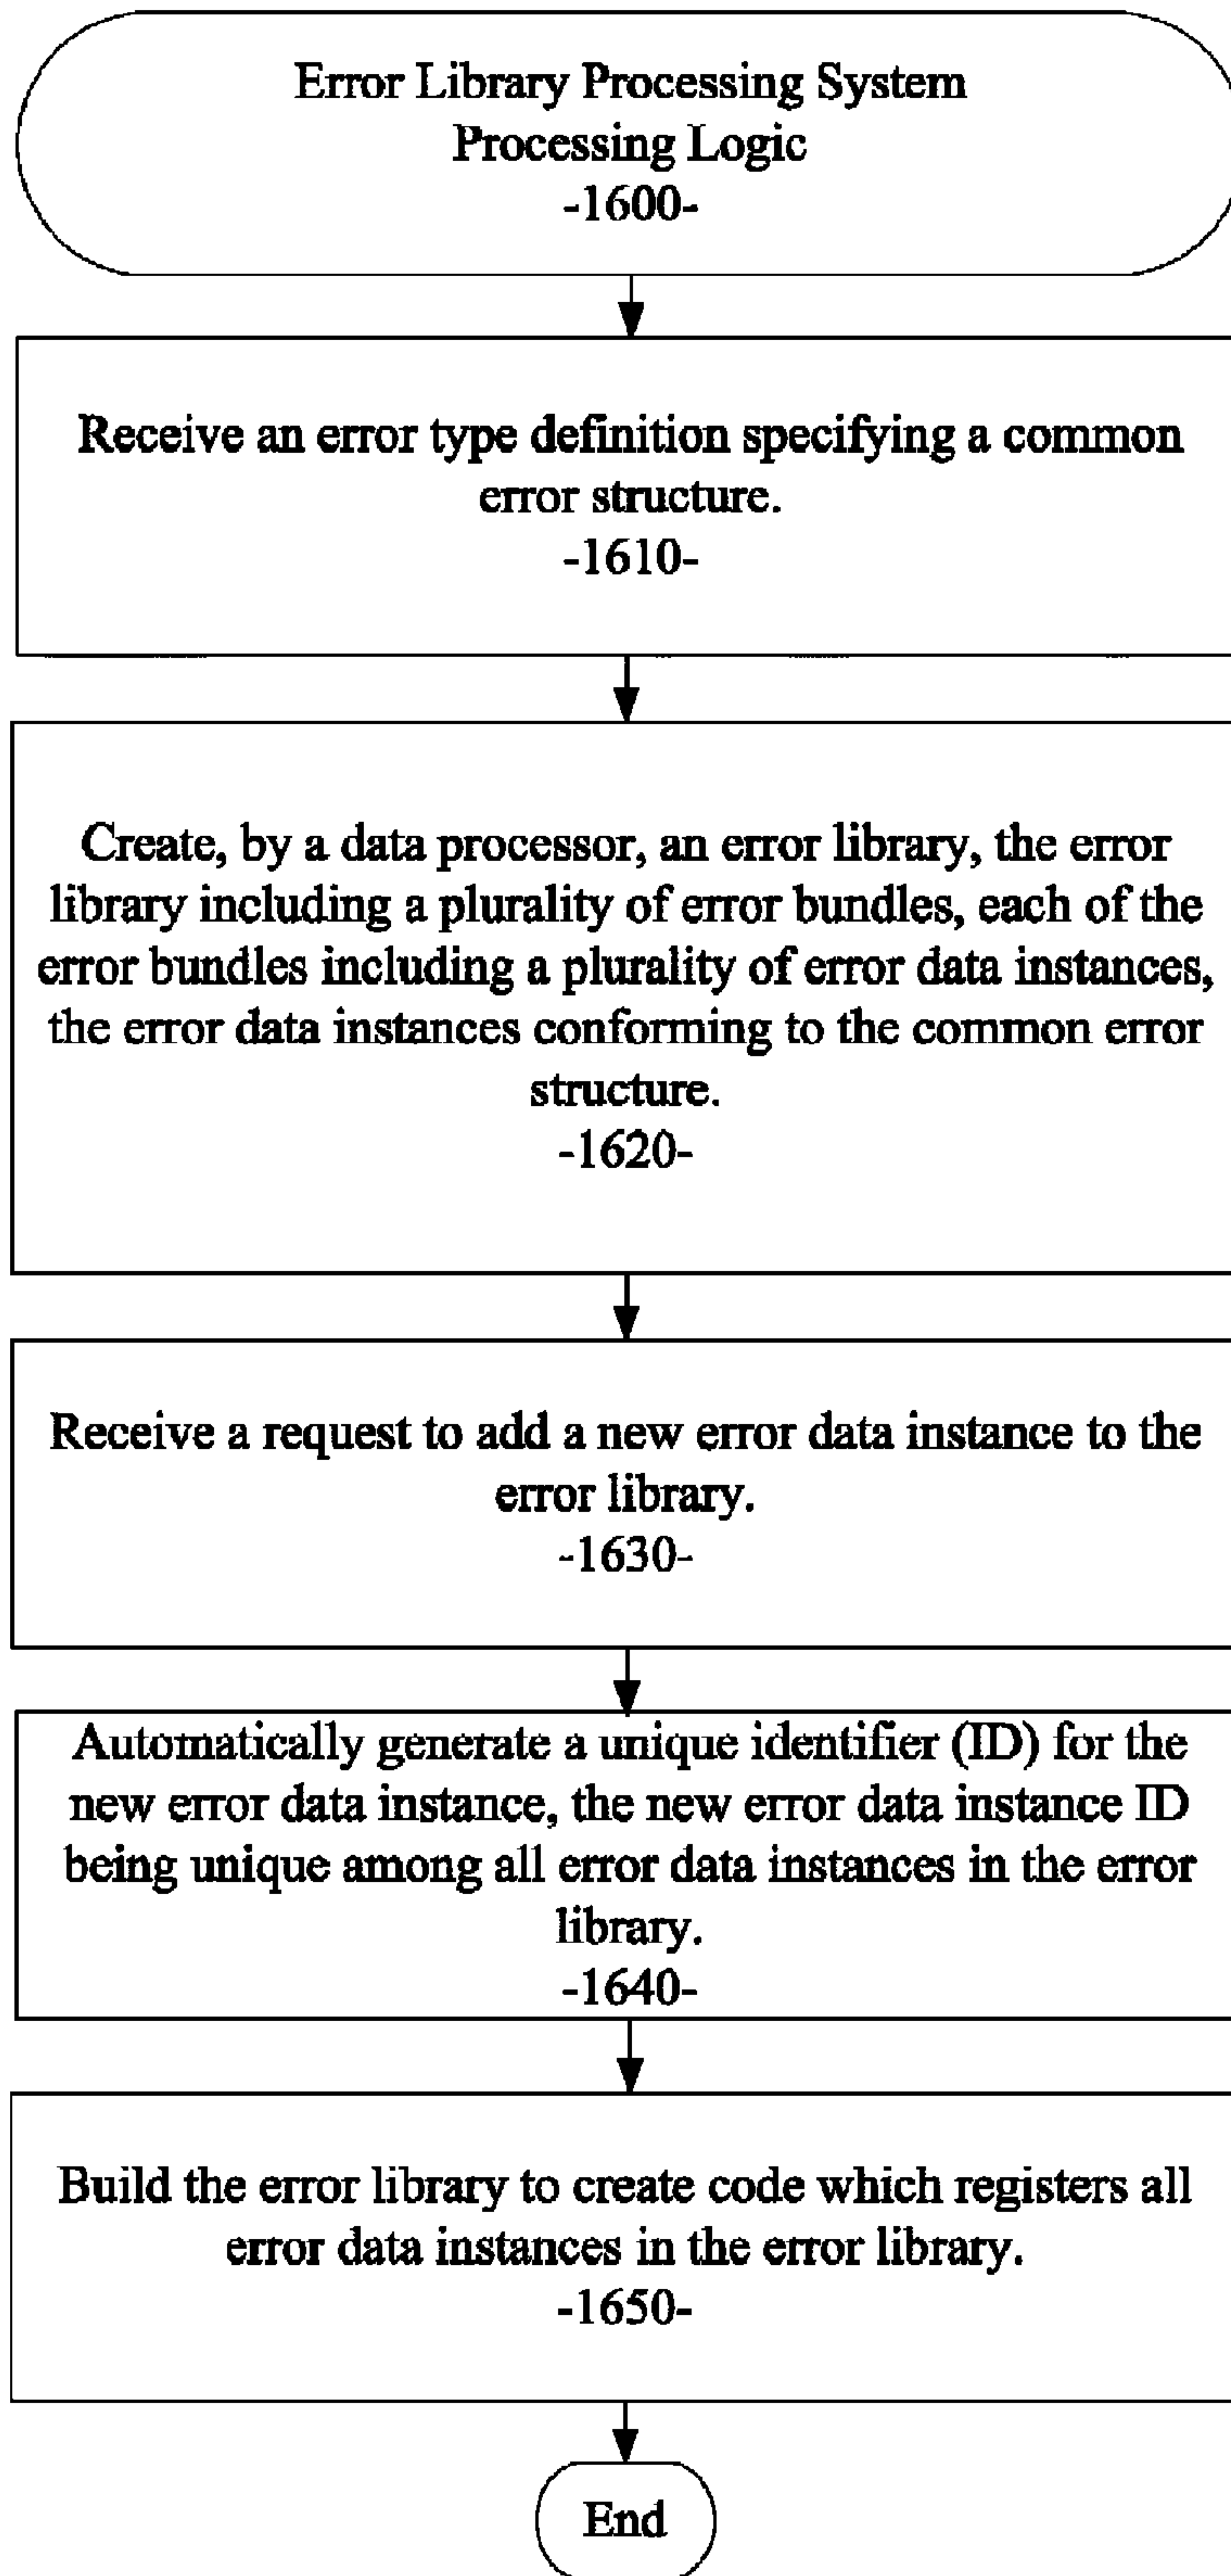 Error Library Processing System
Processing Logic
-1600-
Receive an error type definition specifying a common
error structure.
-1610-
Create, by a data processor, an error library, the error
library including a plurality of error bundles, each of the
error bundles including a plurality of error data instances,
the error data instances conforming to the common error
structure.
-1620-
Receive a request to add a new error data instance to the
error library.
-1630-
Automatically generate a unique identifier (ID) for the
new error data instance, the new error data instance ID
being unique among all error data instances in the error
library.
-1640-
Build the error library to create code which registers all
error data instances in the error library.
-1650-
End